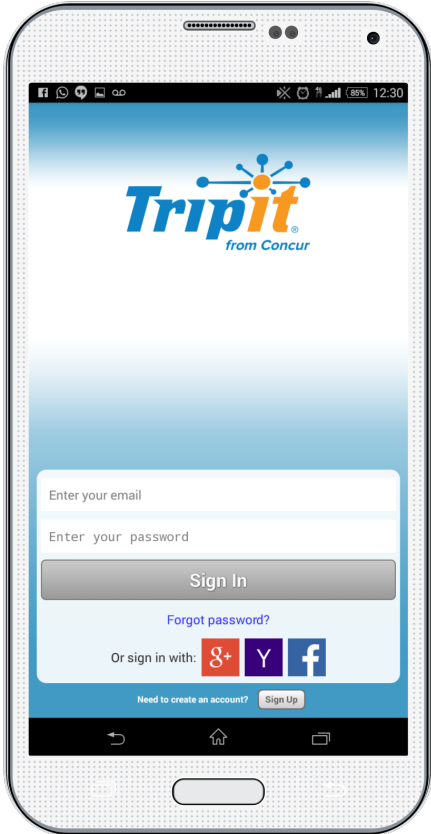 85% 12:30
TripIt®
from Concur
Enter your email
Enter your password
Sign In
Forgot password?
Or sign in with: g+ Y f
Need to create an account? Sign Up